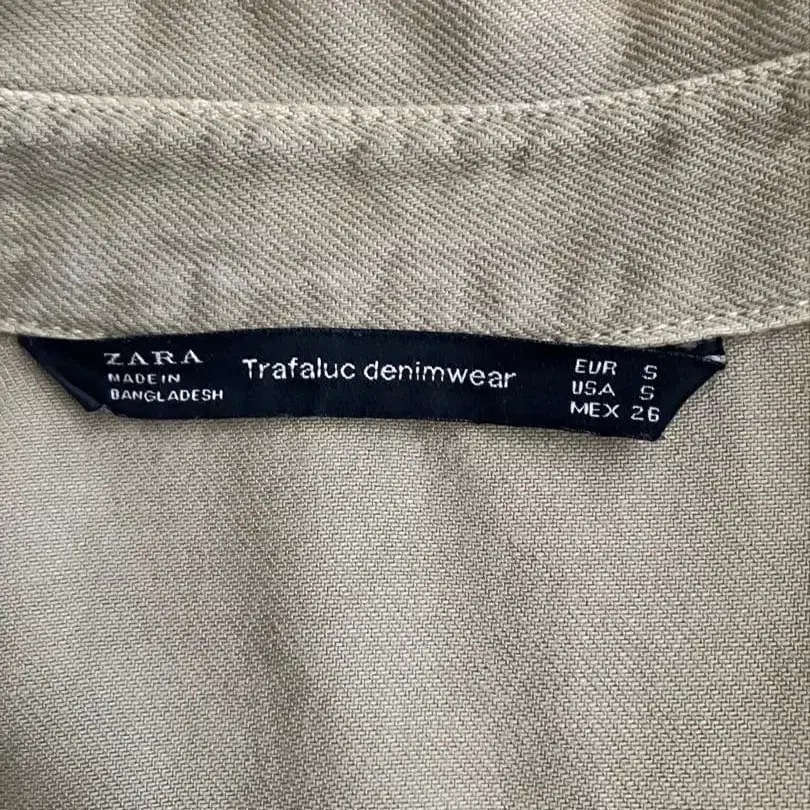 ZARA
MADE IN
BANGLADESH
Trafaluc denimwear
EUR S
USA S
MEX 26